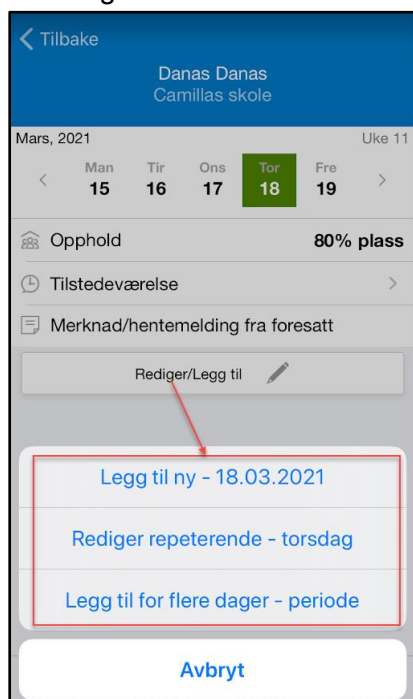 Tilbake
Danas Danas
Camillas skole
Mars, 2021 Uke 11
Man Tir Ons Tor Fre
15 16 17 18 19
Opphold 80% plass
Tilstedeværelse
Merknad/hentemelding fra foresatt
Rediger/Legg til
Legg til ny - 18.03.2021
Rediger repeterende - torsdag
Legg til for flere dager - periode
Avbryt